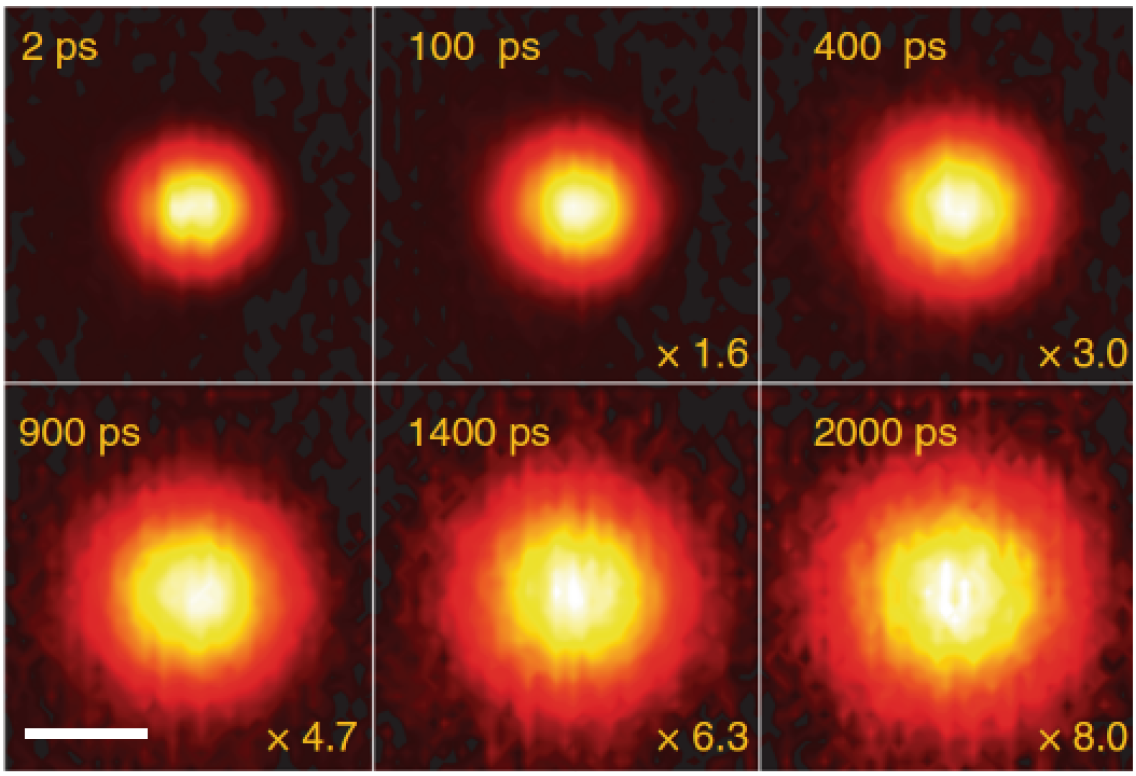 2 ps
100 ps
400 ps
× 1.6
× 3.0
900 ps
1400 ps
2000 ps
× 4.7
× 6.3
× 8.0